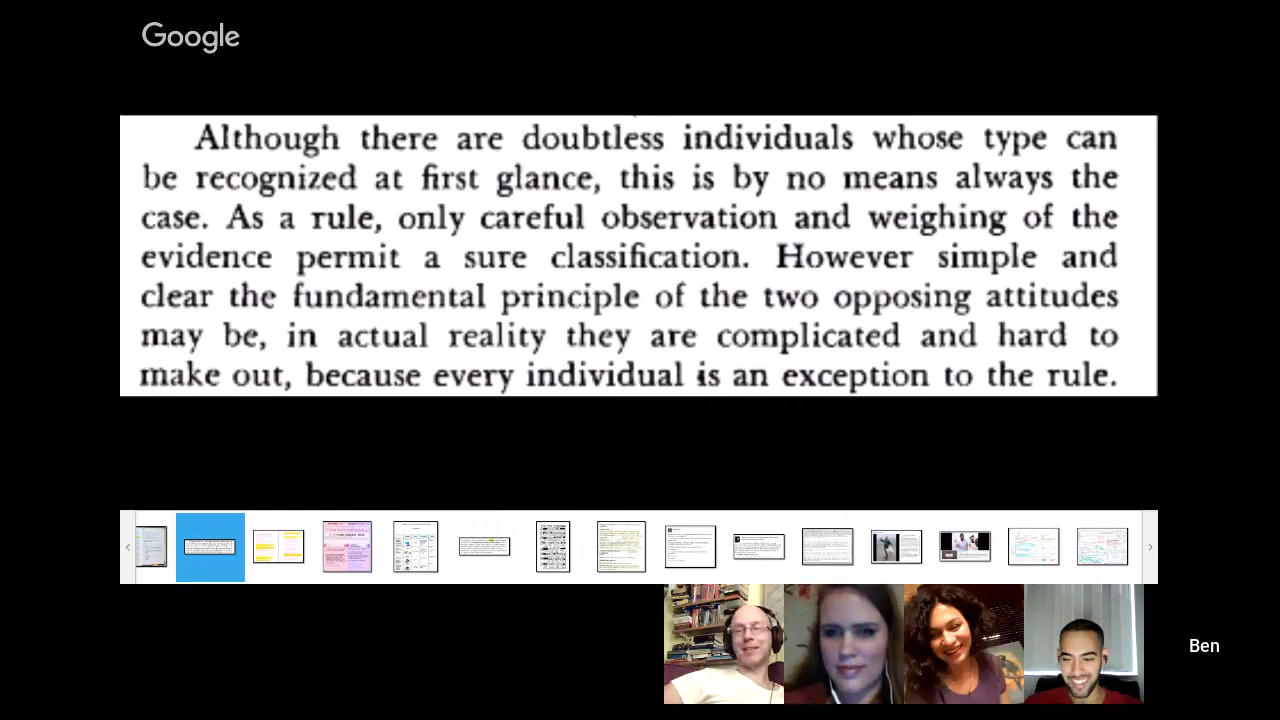 Google
Although there are doubtless individuals whose type can
be recognized at first glance, this is by no means always the
case. As a rule, only careful observation and weighing of the
evidence permit a sure classification. However simple and
clear the fundamental principle of the two opposing attitudes
may be, in actual reality they are complicated and hard to
make out, because every individual is an exception to the rule.
Ben